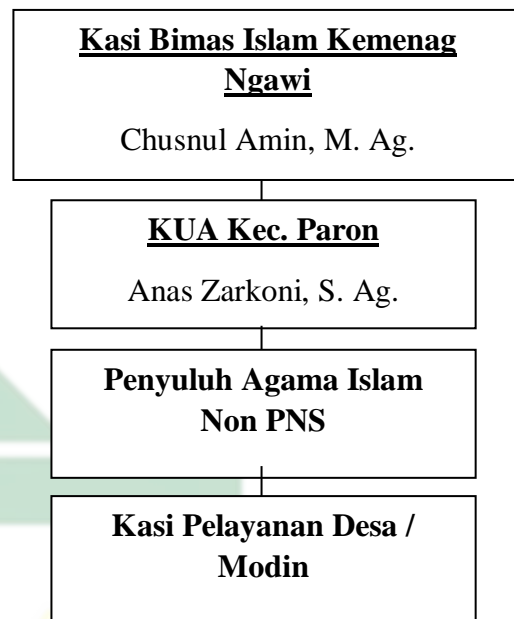 Kasi Bimas Islam Kemenag
Ngawi
Chusnul Amin, M. Ag.
KUA Kec. Paron
Anas Zarkoni, S. Ag.
Penyuluh Agama Islam
Non PNS
Kasi Pelayanan Desa /
Modin